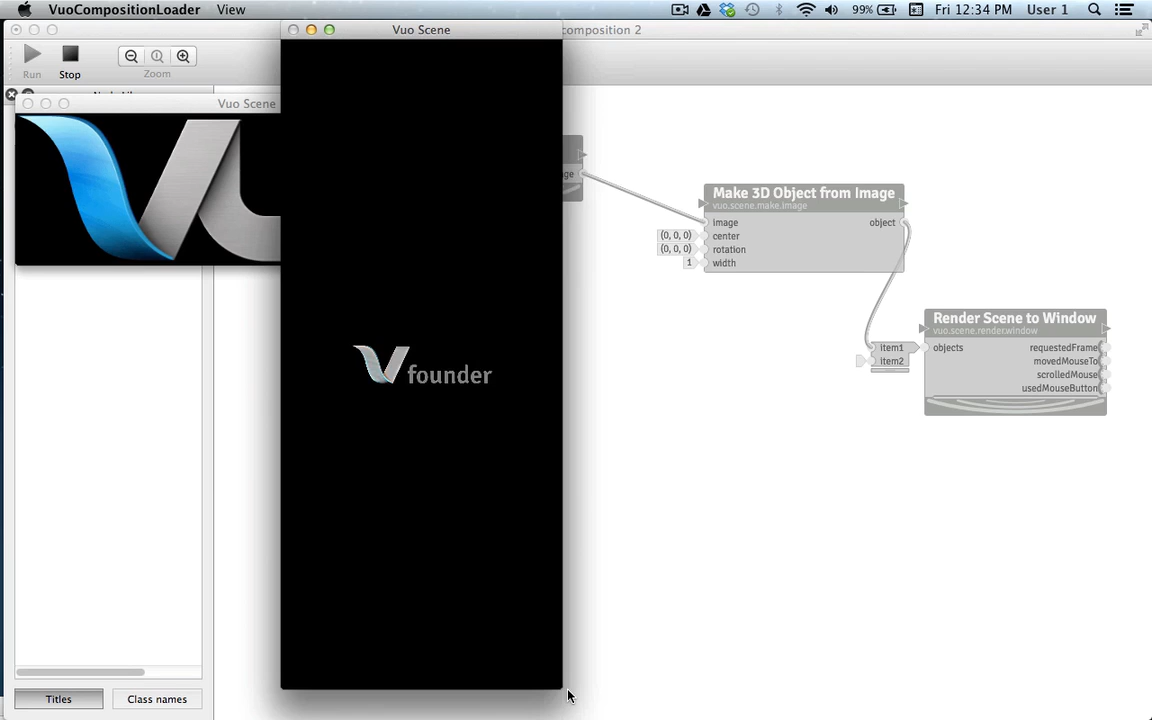 VuoCompositionLoader View
99% Fri 12:34 PM User 1
Vuo Scene
composition 2
Run Stop Zoom
Vuo Scene
founder
Make 3D Object from Image
vuo.scene.make.image
image object
(0, 0, 0) center
(0, 0, 0) rotation
1 width
Render Scene to Window
vuo.scene.render.window
item1 objects requestedFrame
item2 movedMouseTo
scrolledMouse
usedMouseButton
Titles Class names